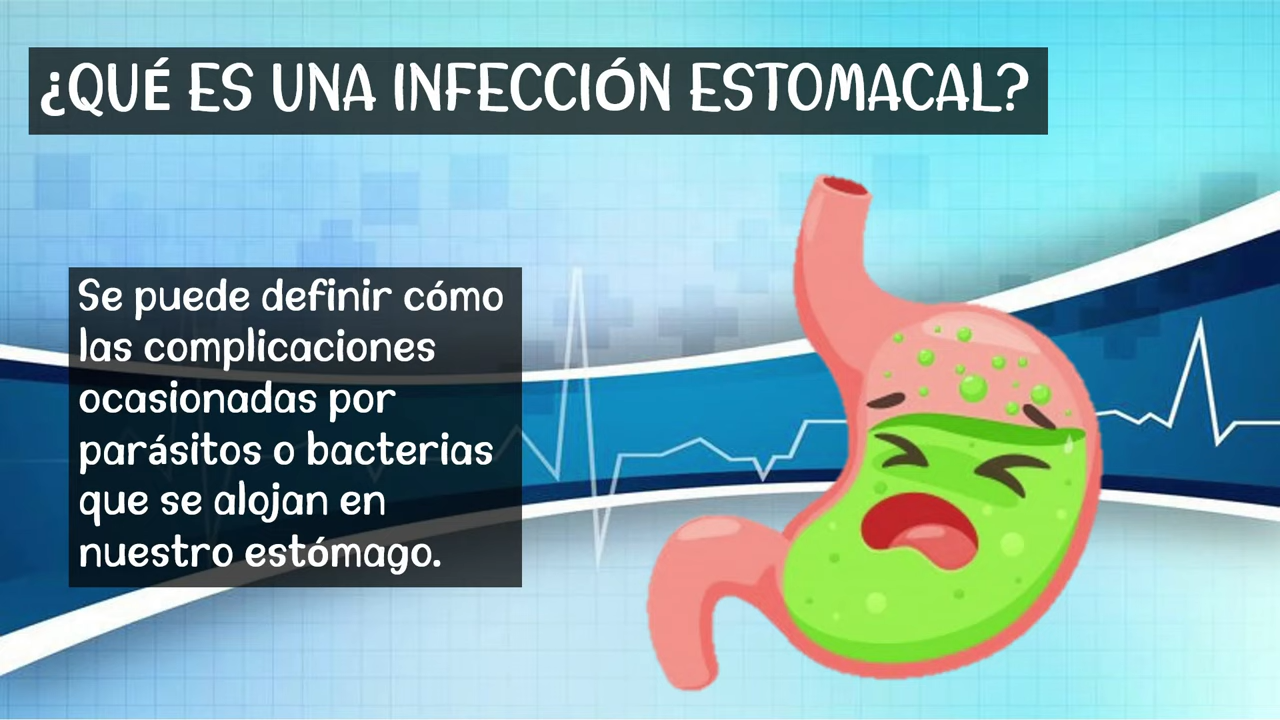 ¿QUÉ ES UNA INFECCIÓN ESTOMACAL?
Se puede definir cómo
las complicaciones
ocasionadas por
parásitos o bacterias
que se alojan en
nuestro estómago.